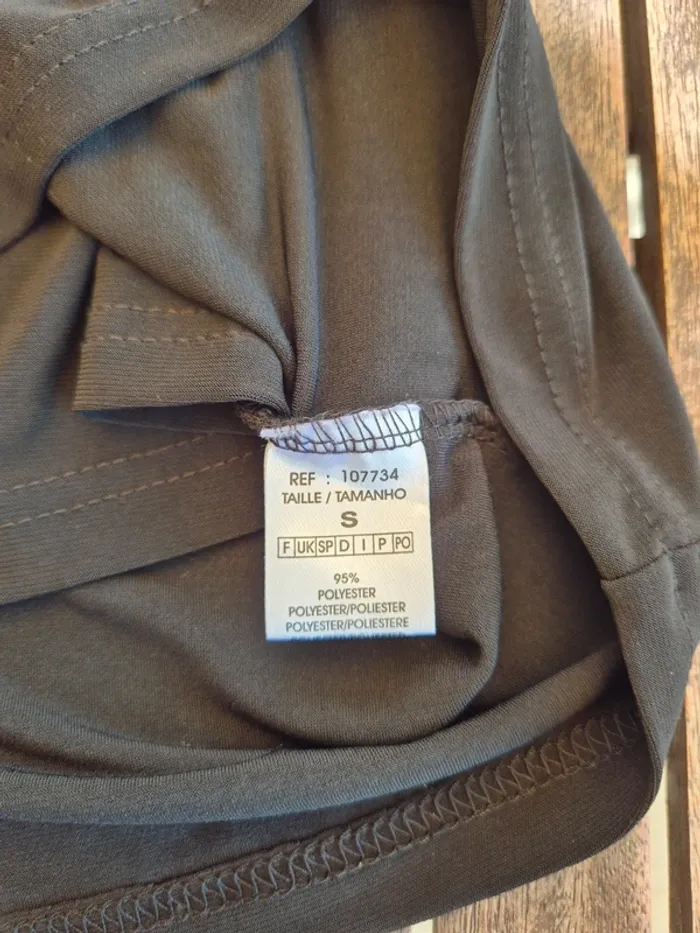 REF : 107734
TAILLE / TAMANHO
S
F UK SP D I P PO
95%
POLYESTER
POLYESTER/POLIESTER
POLYESTER/POLIESTERE